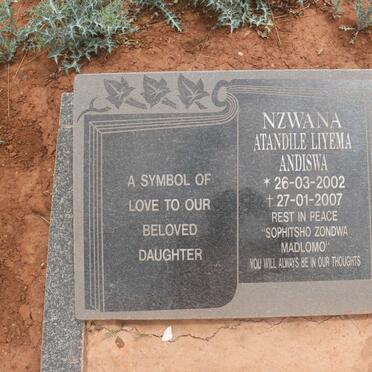 A SYMBOL OF
LOVE TO OUR
BELOVED
DAUGHTER
NZWANA
ATANDILE LIYEMA
ANDISWA
* 26-03-2002
† 27-01-2007
REST IN PEACE
"SOPHITSHO ZONDWA
MADLOMO"
YOU WILL ALWAYS BE IN OUR THOUGHTS